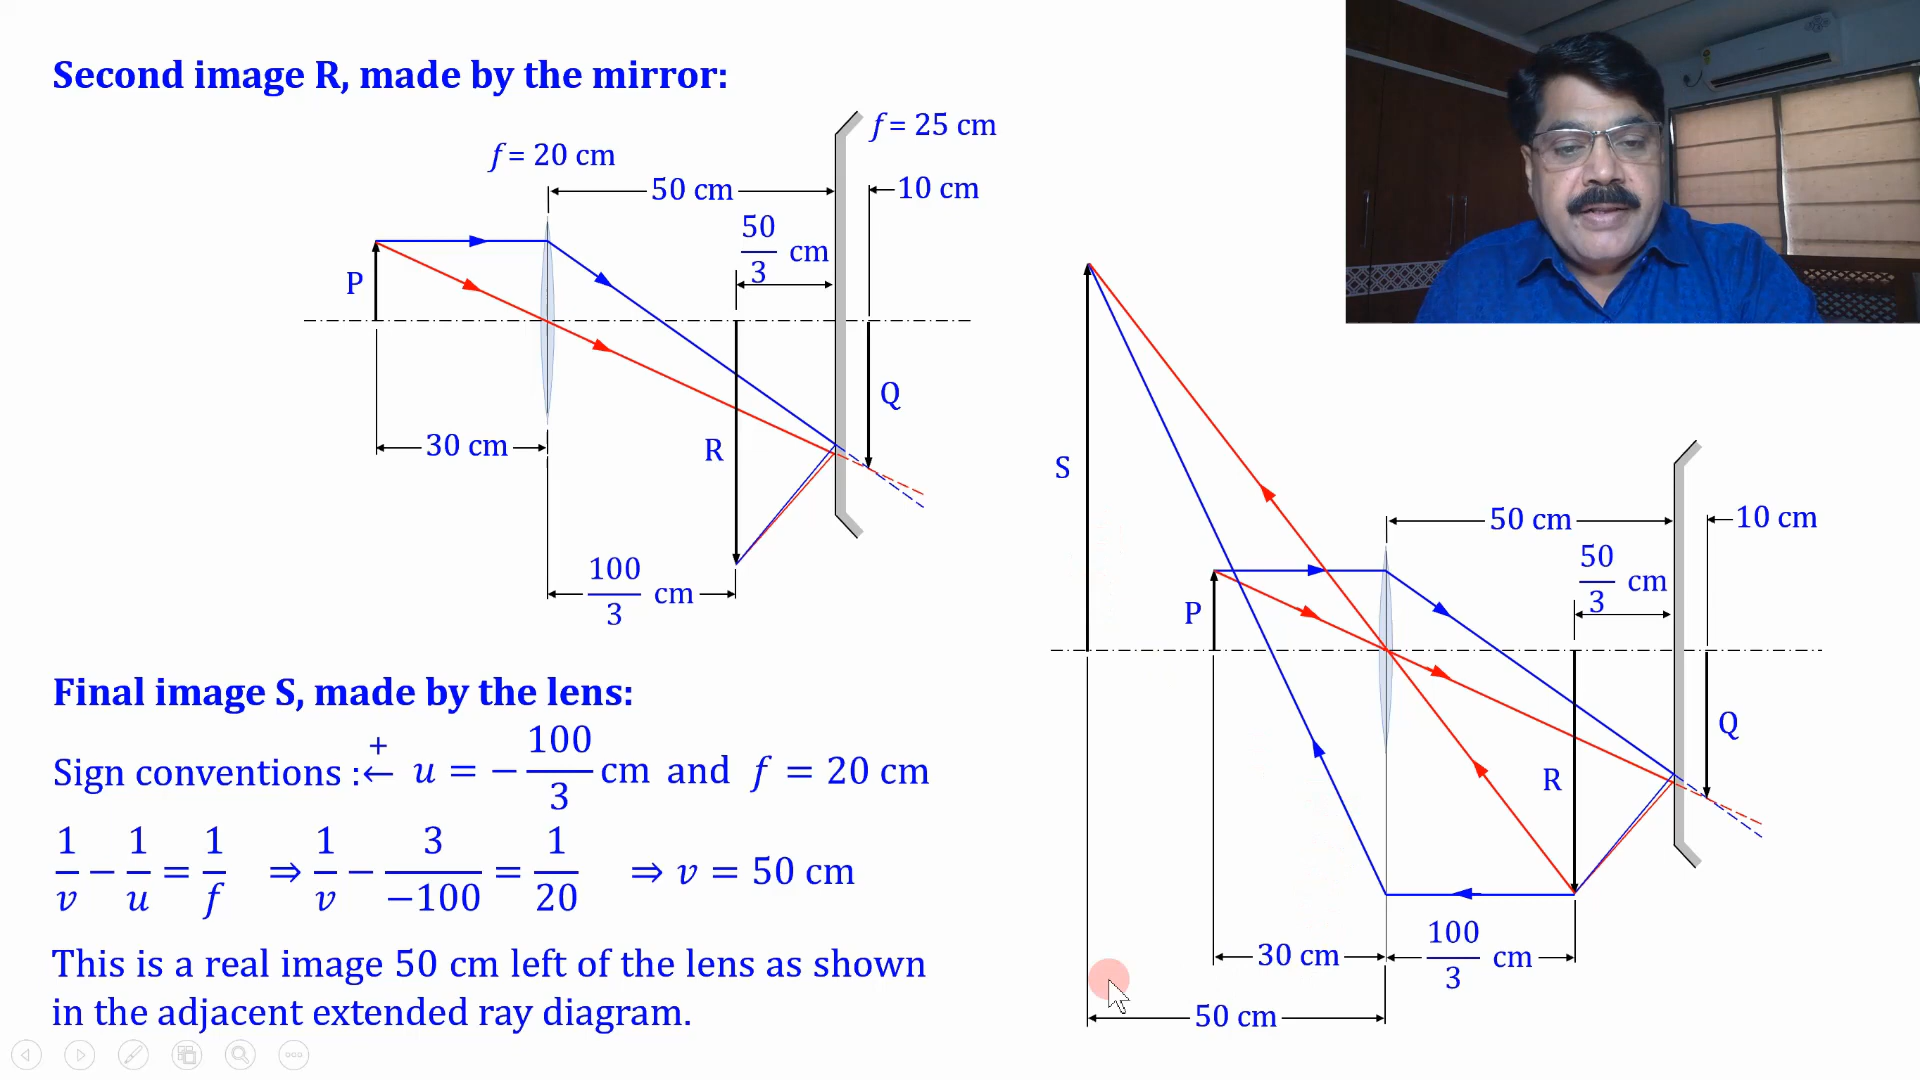 Second image R, made by the mirror:
f = 25 cm
f = 20 cm
50 cm
10 cm
50/3 cm
P
Q
R
30 cm
100/3 cm
Final image S, made by the lens:
Sign conventions :←+ u = −100/3 cm and f = 20 cm
1/v − 1/u = 1/f ⇒ 1/v − 3/−100 = 1/20 ⇒ v = 50 cm
This is a real image 50 cm left of the lens as shown
in the adjacent extended ray diagram.
S
50 cm
10 cm
50/3 cm
P
Q
R
30 cm
100/3 cm
50 cm